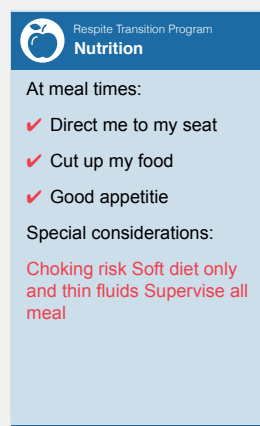 Respite Transition Program
Nutrition
At meal times:
✔ Direct me to my seat
✔ Cut up my food
✔ Good appetitie
Special considerations:
Choking risk Soft diet only
and thin fluids Supervise all
meal